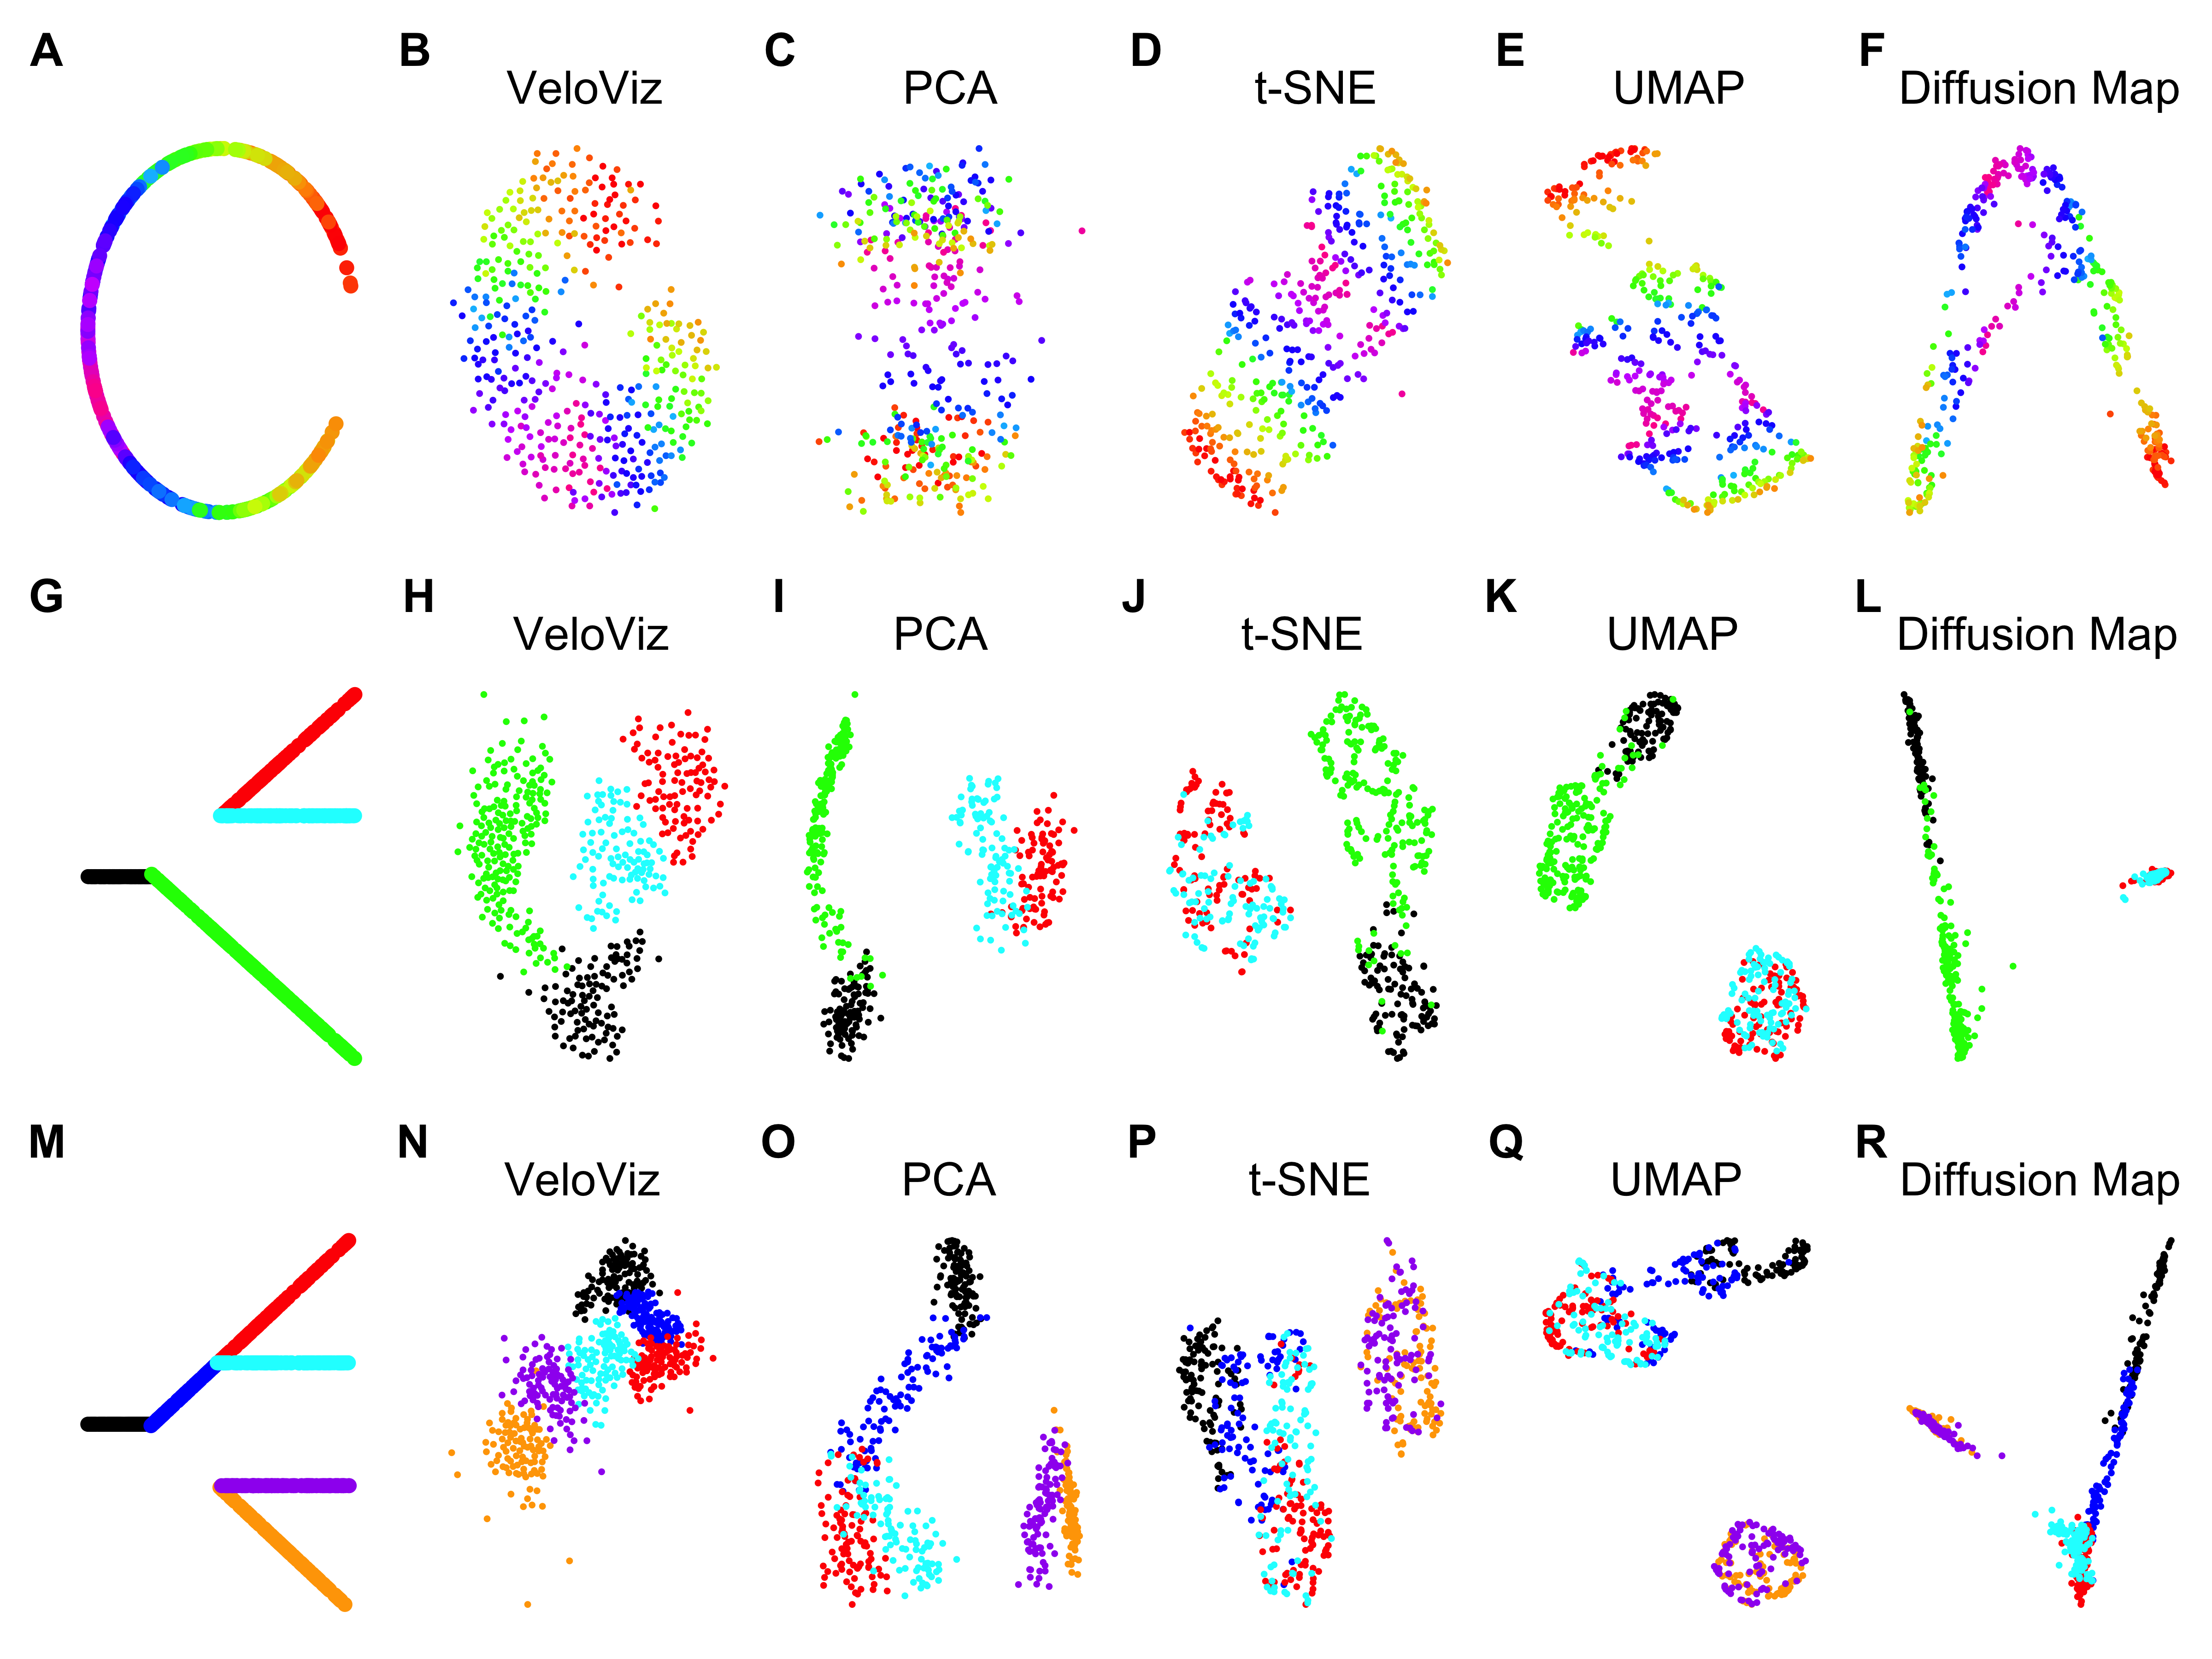 A B C D E F
VeloViz PCA t-SNE UMAP Diffusion Map
G H I J K L
VeloViz PCA t-SNE UMAP Diffusion Map
M N O P Q R
VeloViz PCA t-SNE UMAP Diffusion Map